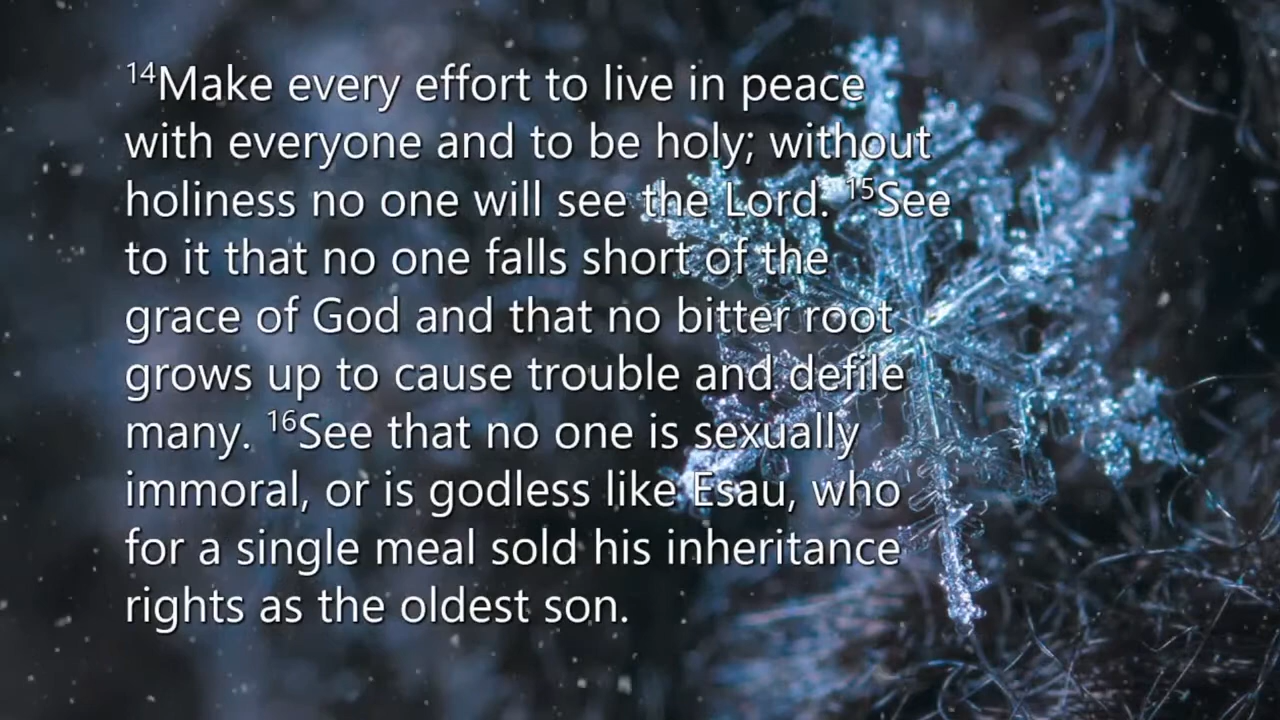 ¹⁴Make every effort to live in peace
with everyone and to be holy; without
holiness no one will see the Lord. ¹⁵See
to it that no one falls short of the
grace of God and that no bitter root
grows up to cause trouble and defile
many. ¹⁶See that no one is sexually
immoral, or is godless like Esau, who
for a single meal sold his inheritance
rights as the oldest son.